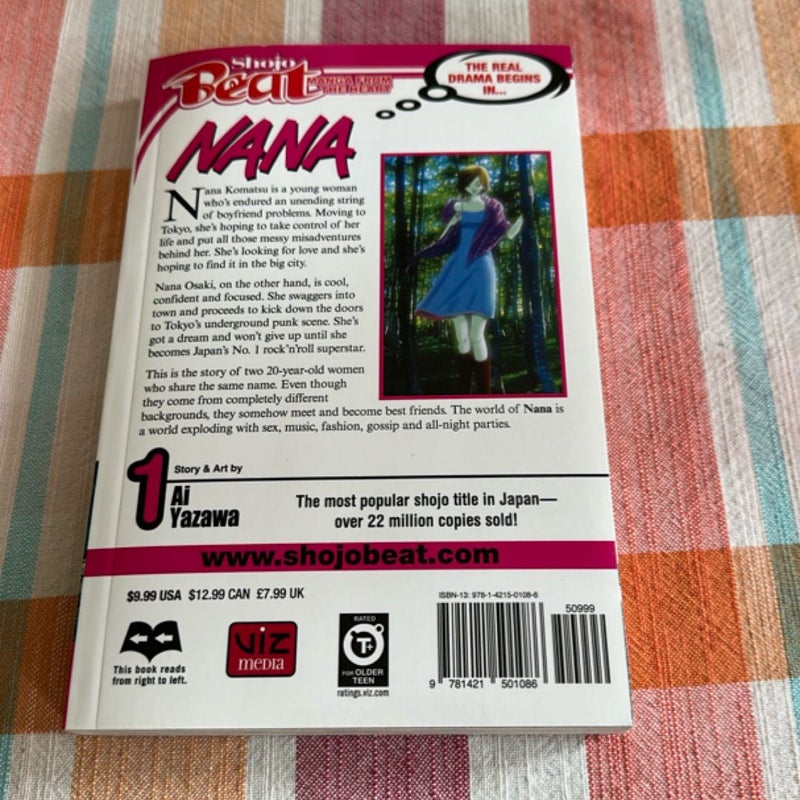 Shojo
Beat
MANGA FROM
THE HEART
THE REAL
DRAMA BEGINS
IN...
NANA
Nana Komatsu is a young woman
who's endured an unending string
of boyfriend problems. Moving to
Tokyo, she's hoping to take control of her
life and put all those messy misadventures
behind her. She's looking for love and she's
hoping to find it in the big city.
Nana Osaki, on the other hand, is cool,
confident and focused. She swaggers into
town and proceeds to kick down the doors
to Tokyo's underground punk scene. She's
got a dream and won't give up until she
becomes Japan's No. 1 rock'n'roll superstar.
This is the story of two 20-year-old women
who share the same name. Even though
they come from completely different
backgrounds, they somehow meet and become best friends. The world of Nana is
a world exploding with sex, music, fashion, gossip and all-night parties.
1
Story & Art by
Ai
Yazawa
The most popular shojo title in Japan—
over 22 million copies sold!
www.shojobeat.com
$9.99 USA $12.99 CAN £7.99 UK
This book reads
from right to left.
VIZ
MEDIA
RATED
T+
FOR OLDER
TEEN
ratings.viz.com
ISBN-13: 978-1-4215-0108-6
50999
9 781421 501086